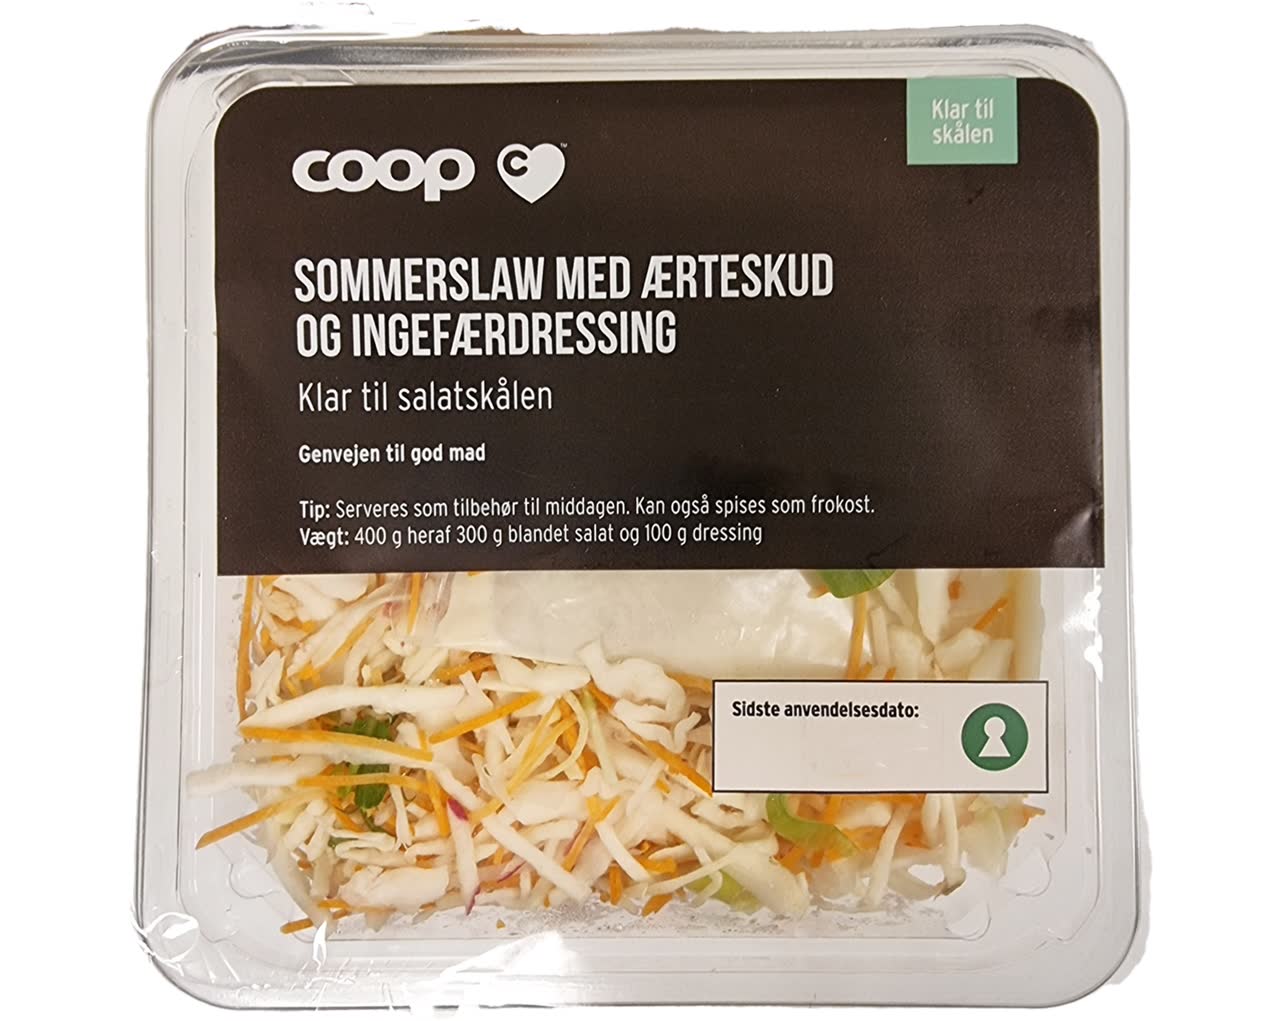 Klar til
skålen
coop C™
SOMMERSLAW MED ÆRTESKUD
OG INGEFÆRDRESSING
Klar til salatskålen
Genvejen til god mad
Tip: Serveres som tilbehør til middagen. Kan også spises som frokost.
Vægt: 400 g heraf 300 g blandet salat og 100 g dressing
Sidste anvendelsesdato: